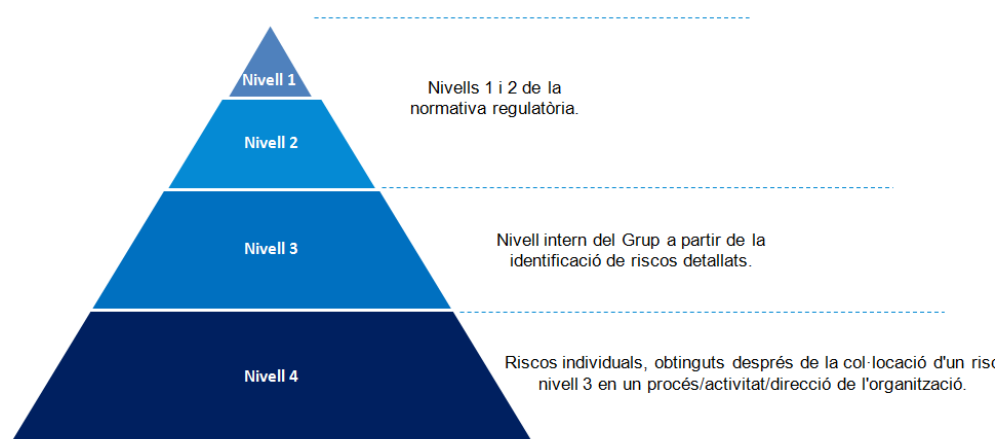 Nivell 1
Nivells 1 i 2 de la
normativa regulatòria.
Nivell 2
Nivell 3
Nivell intern del Grup a partir de la
identificació de riscos detallats.
Nivell 4
Riscos individuals, obtinguts després de la col·locació d'un risc
nivell 3 en un procés/activitat/direcció de l'organització.